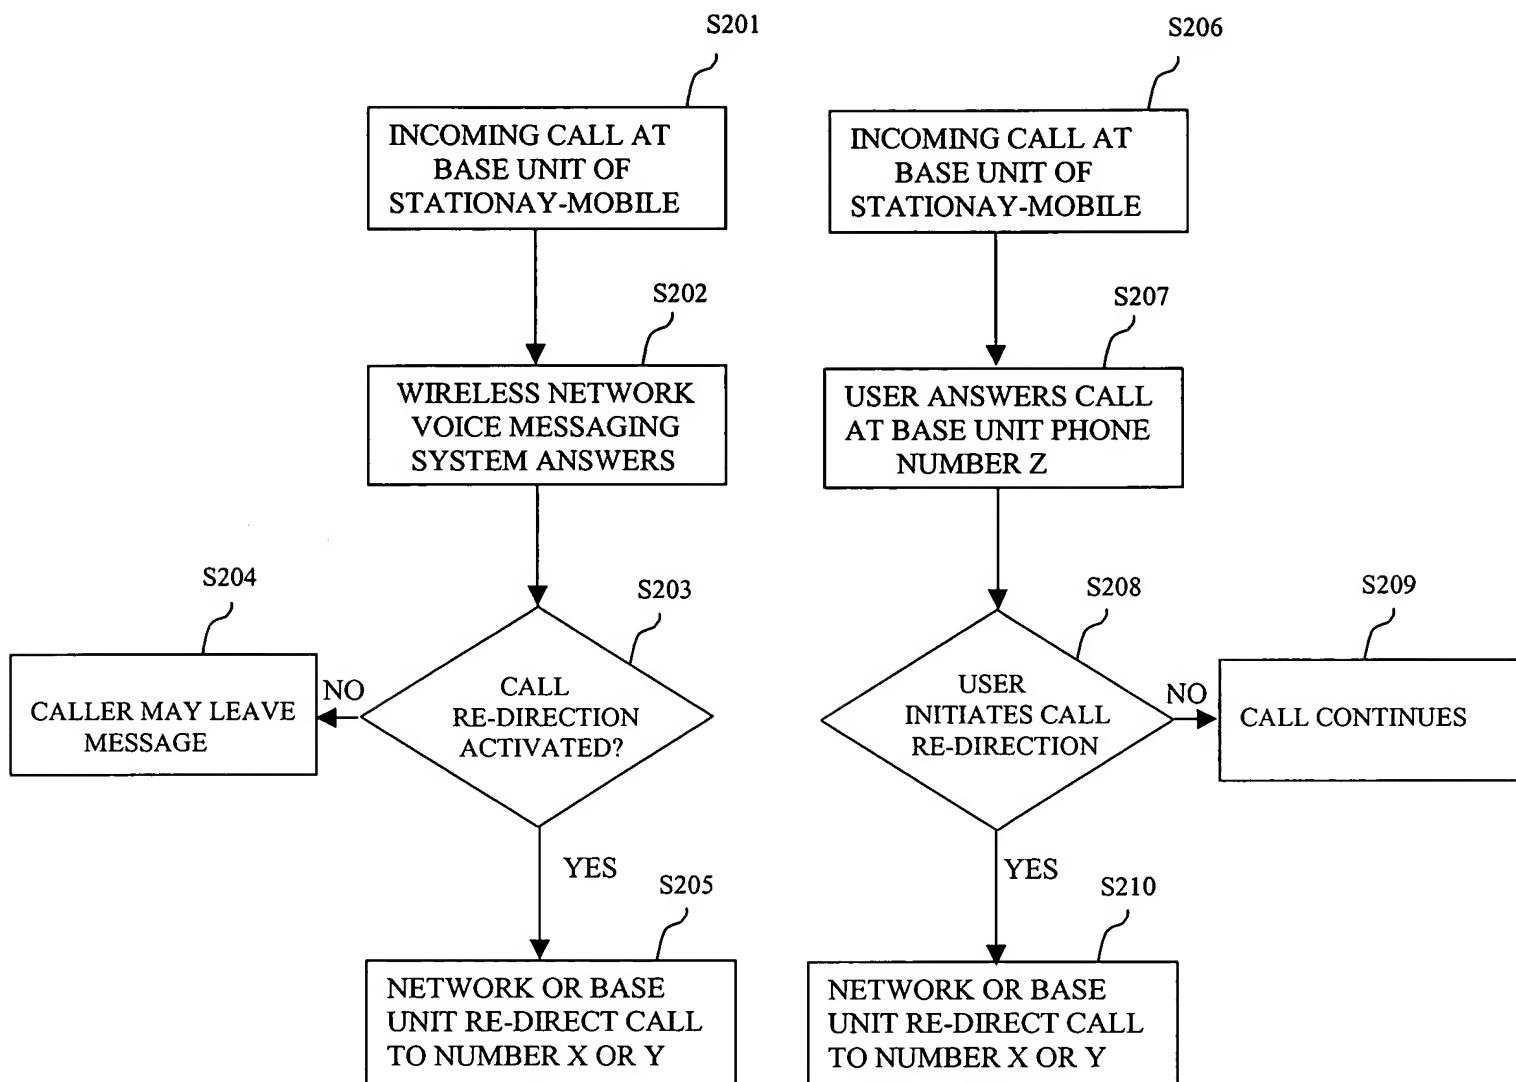 S201
INCOMING CALL AT
BASE UNIT OF
STATIONAY-MOBILE
S202
WIRELESS NETWORK
VOICE MESSAGING
SYSTEM ANSWERS
S203
CALL
RE-DIRECTION
ACTIVATED?
NO
S204
CALLER MAY LEAVE
MESSAGE
YES
S205
NETWORK OR BASE
UNIT RE-DIRECT CALL
TO NUMBER X OR Y
S206
INCOMING CALL AT
BASE UNIT OF
STATIONAY-MOBILE
S207
USER ANSWERS CALL
AT BASE UNIT PHONE
NUMBER Z
S208
USER
INITIATES CALL
RE-DIRECTION
NO
S209
CALL CONTINUES
YES
S210
NETWORK OR BASE
UNIT RE-DIRECT CALL
TO NUMBER X OR Y